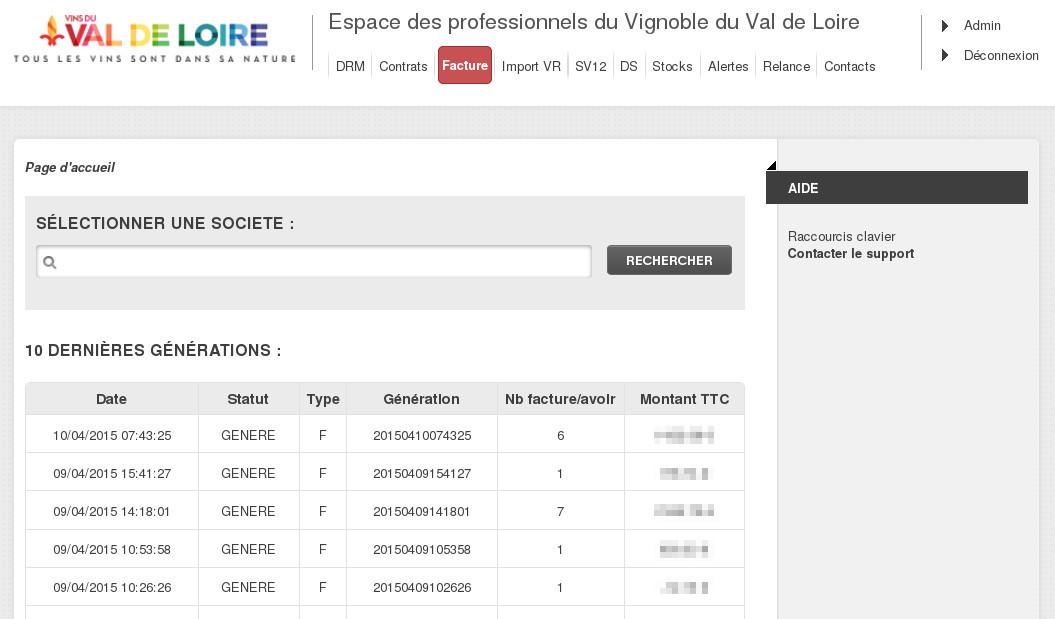 VINS DU
VAL DE LOIRE
TOUS LES VINS SONT DANS SA NATURE
Espace des professionnels du Vignoble du Val de Loire
DRM Contrats Facture Import VR SV12 DS Stocks Alertes Relance Contacts
Admin
Déconnexion
Page d'accueil
SÉLECTIONNER UNE SOCIETE :
RECHERCHER
AIDE
Raccourcis clavier
Contacter le support
10 DERNIÈRES GÉNÉRATIONS :
Date Statut Type Génération Nb facture/avoir Montant TTC
10/04/2015 07:43:25 GENERE F 20150410074325 6
09/04/2015 15:41:27 GENERE F 20150409154127 1
09/04/2015 14:18:01 GENERE F 20150409141801 7
09/04/2015 10:53:58 GENERE F 20150409105358 1
09/04/2015 10:26:26 GENERE F 20150409102626 1